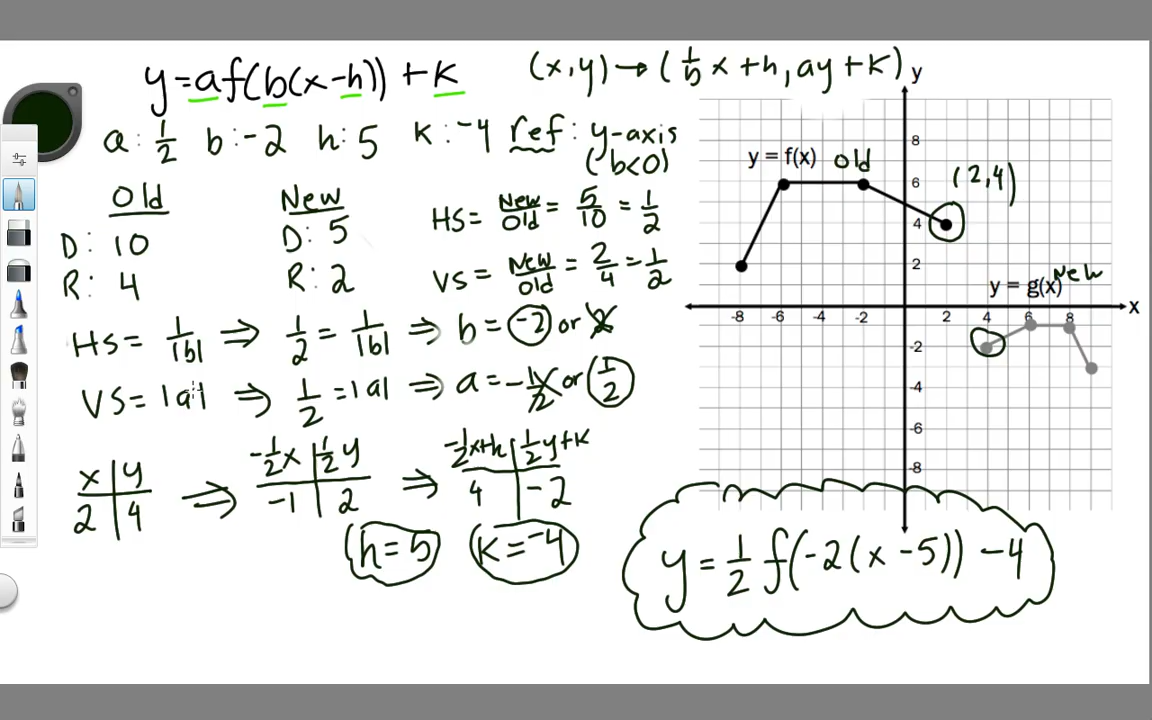 y=af(b(x-h)) +k
(x,y)→(1/b x+h, ay+k)
a: 1/2 b: -2 h: 5 k: -4 ref: y-axis
(b<0)
Old New
D: 10 D: 5
R: 4 R: 2
HS= New/Old = 5/10 = 1/2
VS= New/Old = 2/4 = 1/2
HS= 1/|b| ⇒ 1/2 = 1/|b| ⇒ b=-2 or 2
VS=|a| ⇒ 1/2 =|a| ⇒ a=-1/2 or 1/2
x | y ⇒ -1/2x | 1/2y ⇒ -1/2x+h | 1/2y+k
2 | 4 -1 | 2 4 | -2
h=5 k=-4
y= 1/2 f(-2(x-5)) -4
y
8
y = f(x) old
6 (2,4)
4
2
y = g(x) New
-8 -6 -4 -2 2 4 6 8 x
-2
-4
-6
-8